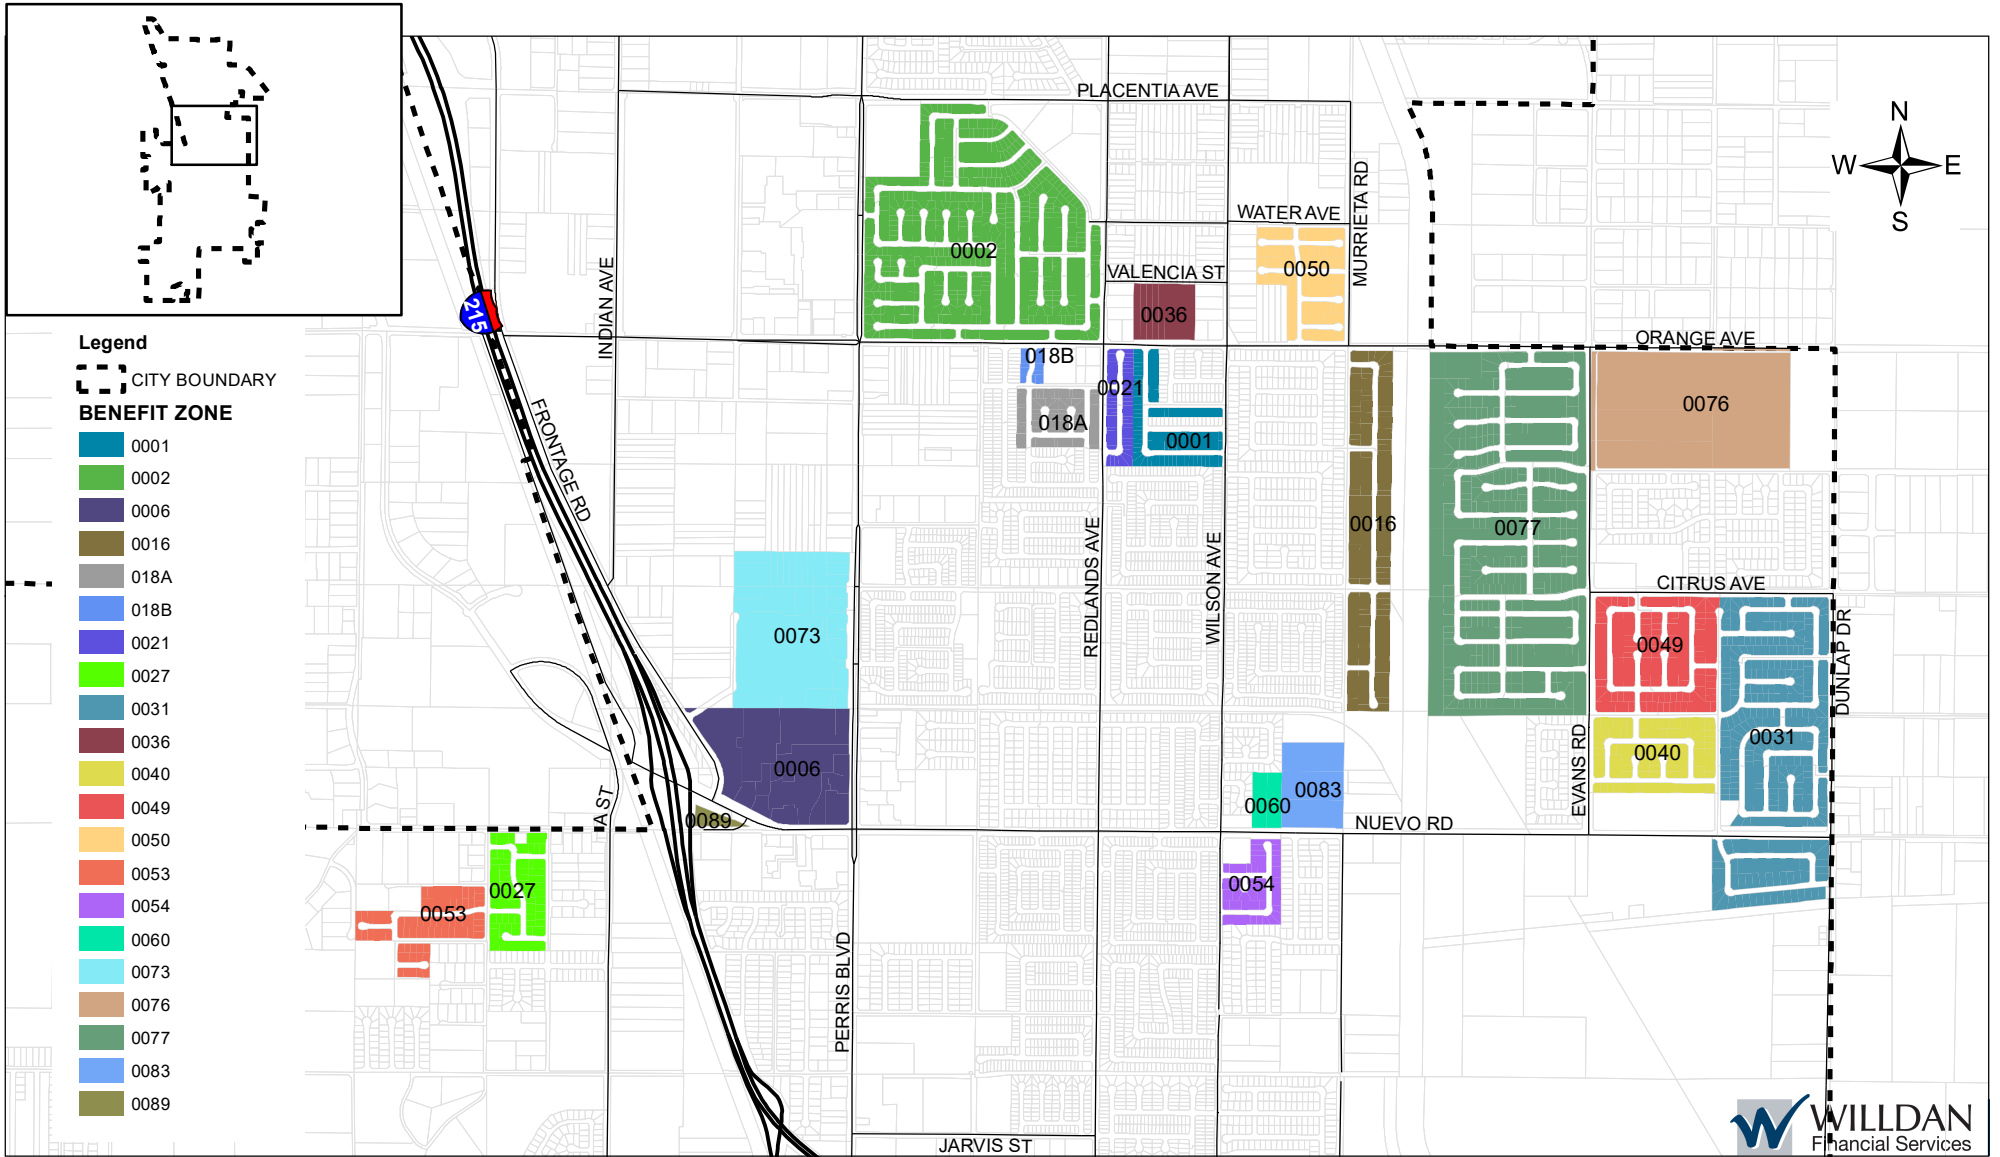 PLACENTIA AVE
N
W E
S
MURRIETA RD
WATER AVE
0002
INDIAN AVE
VALENCIA ST
0050
215
0036
Legend
CITY BOUNDARY
BENEFIT ZONE
0001
0002
0006
0016
018A
018B
0021
0027
0031
0036
0040
0049
0050
0053
0054
0060
0073
0076
0077
0083
0089
ORANGE AVE
018B
0021
018A
0001
0076
FRONTAGE RD
0016
0077
REDLANDS AVE
WILSON AVE
CITRUS AVE
0073
0049
DUNLAP DR
0031
0040
EVANS RD
0006
0083
0060
A ST
0089
NUEVO RD
0027
0053
0054
PERRIS BLVD
JARVIS ST
WILLDAN
Financial Services